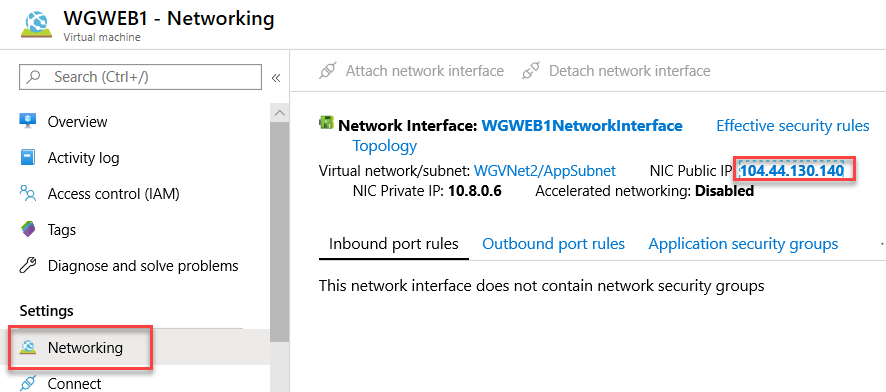 WGWEB1 - Networking
Virtual machine
Search (Ctrl+/)
«
Overview
Activity log
Access control (IAM)
Tags
Diagnose and solve problems
Settings
Networking
Connect
Attach network interface Detach network interface
Network Interface: WGWEB1NetworkInterface Effective security rules
Topology
Virtual network/subnet: WGVNet2/AppSubnet NIC Public IP: 104.44.130.140
NIC Private IP: 10.8.0.6 Accelerated networking: Disabled
Inbound port rules Outbound port rules Application security groups
This network interface does not contain network security groups